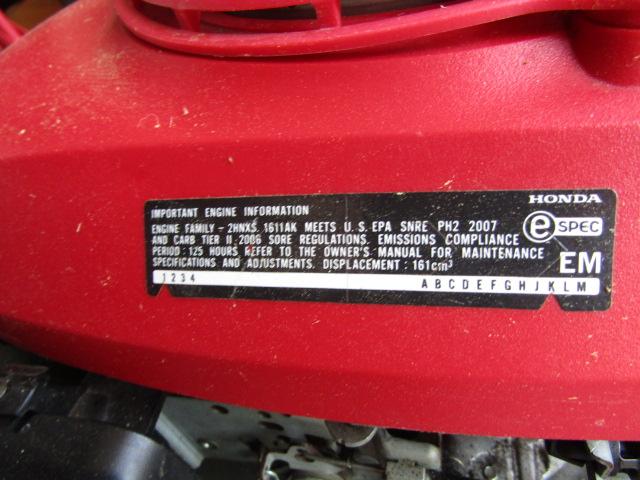 HONDA
e SPEC
IMPORTANT ENGINE INFORMATION
ENGINE FAMILY - 2HNXS. 1611AK MEETS U.S. EPA SNRE PH2 2007
AND CARB TIER II 2006 SORE REGULATIONS. EMISSIONS COMPLIANCE
PERIOD: 125 HOURS REFER TO THE OWNER'S MANUAL FOR MAINTENANCE
SPECIFICATIONS AND ADJUSTMENTS. DISPLACEMENT: 161cm³
EM
1 2 3 4 A B C D E F G H J K L M